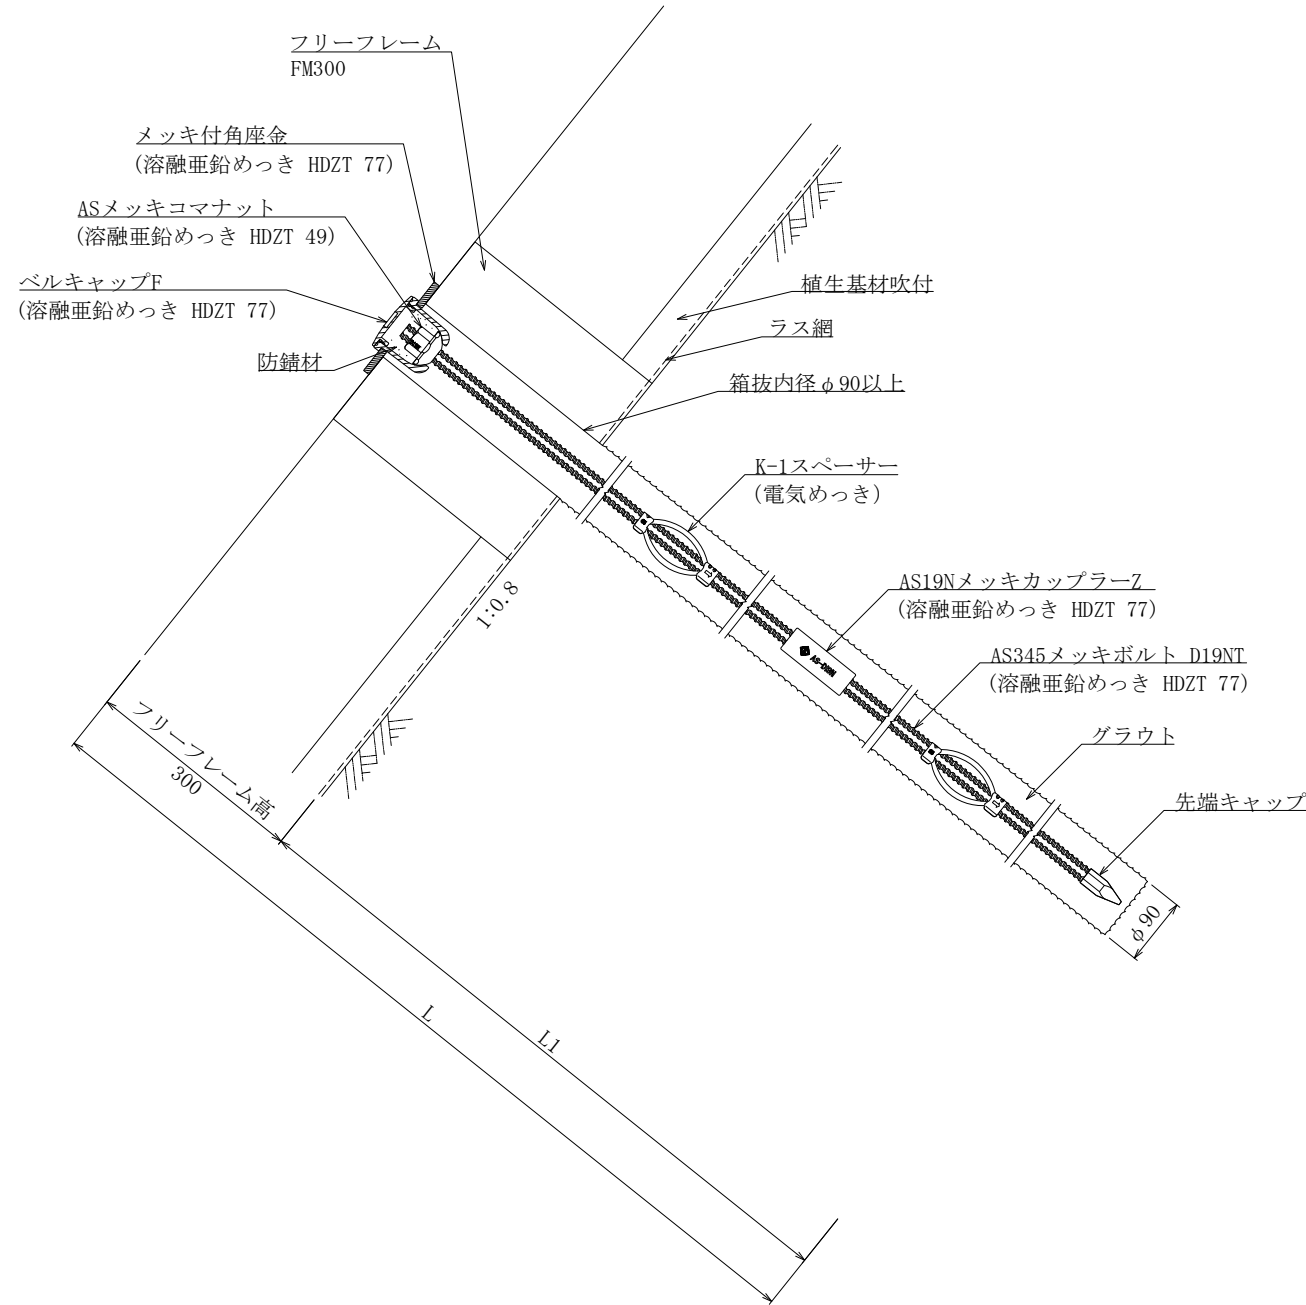 フリーフレーム
FM300
メッキ付角座金
(溶融亜鉛めっき HDZT 77)
ASメッキコマナット
(溶融亜鉛めっき HDZT 49)
ベルキャップF
(溶融亜鉛めっき HDZT 77)
防錆材
植生基材吹付
ラス網
箱抜内径φ90以上
K-1スペーサー
(電気めっき)
AS19NメッキカップラーZ
(溶融亜鉛めっき HDZT 77)
AS345メッキボルト D19NT
(溶融亜鉛めっき HDZT 77)
グラウト
先端キャップ
1:0.8
フリーフレーム高
300
φ90
L
L1